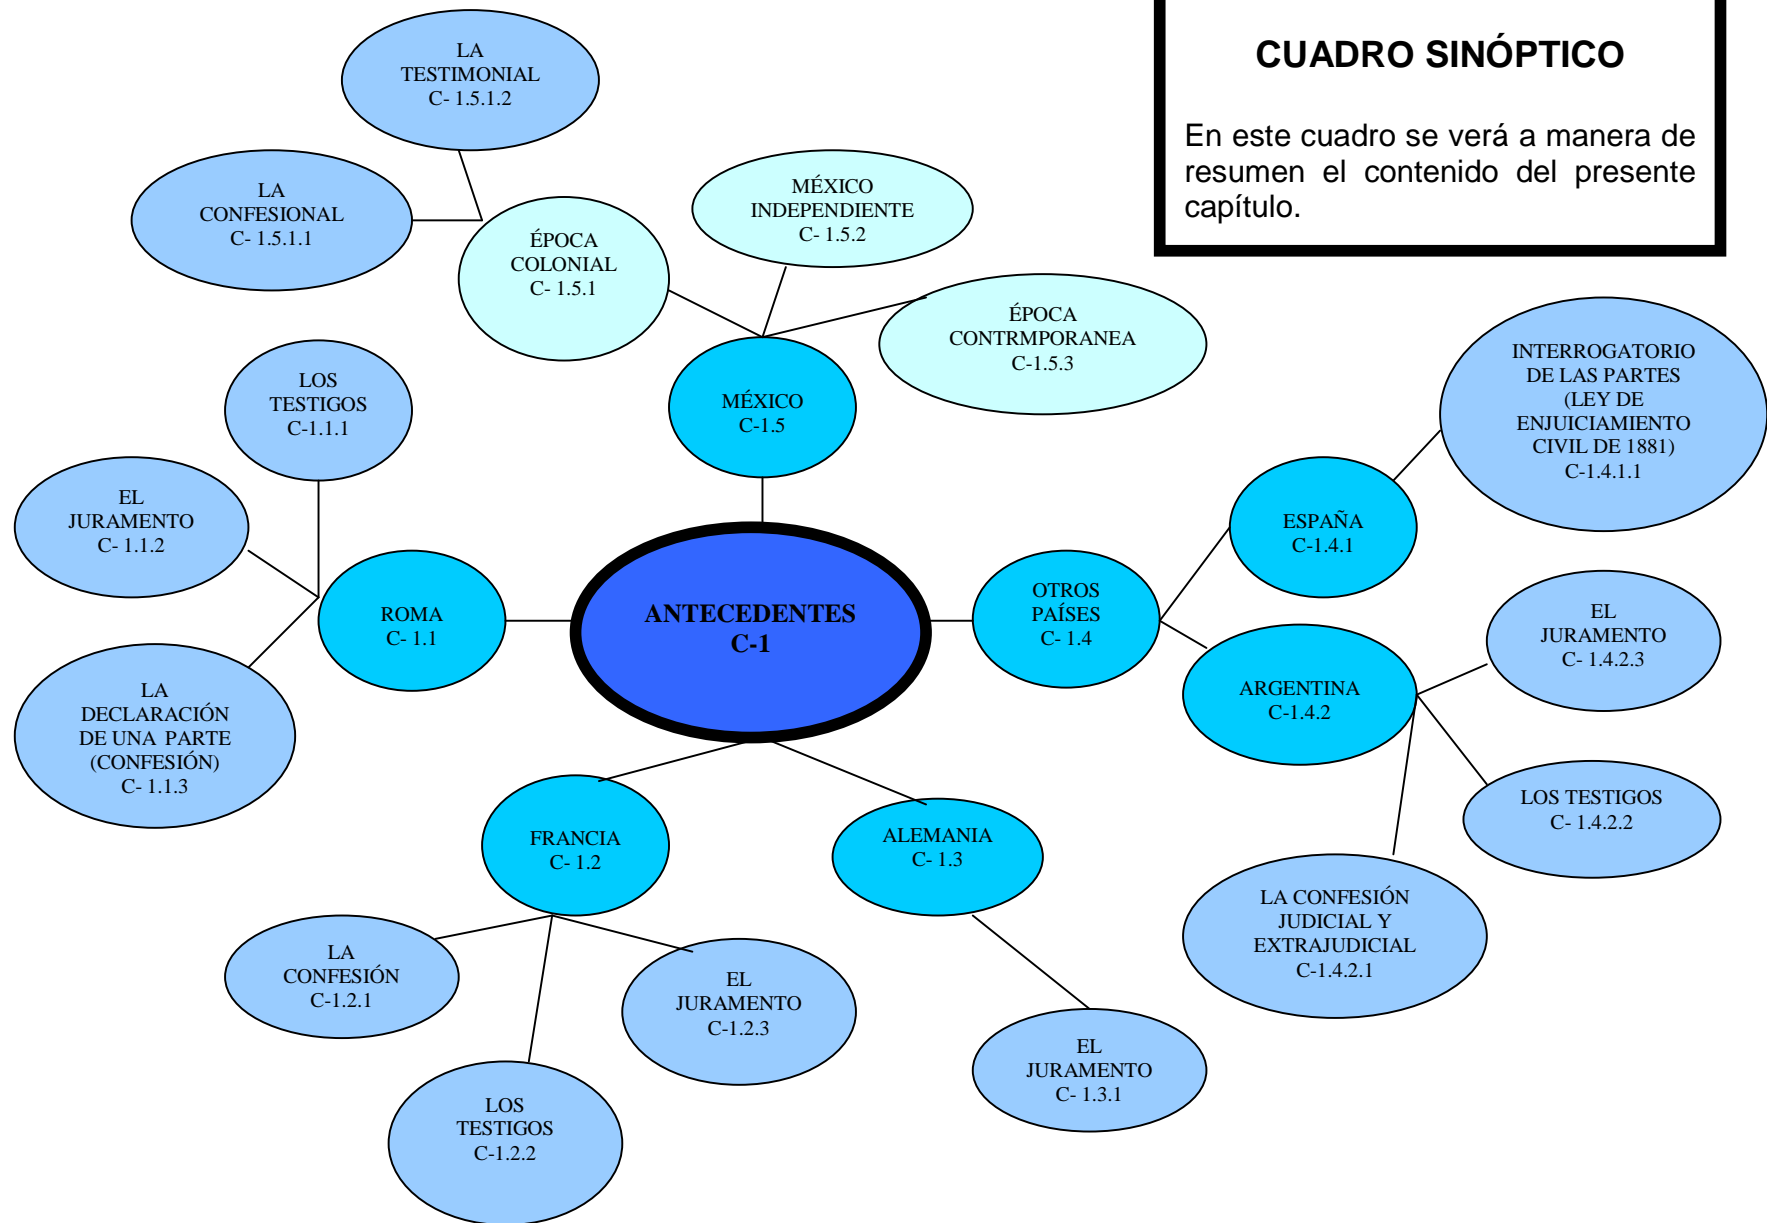 CUADRO SINÓPTICO
En este cuadro se verá a manera de
resumen el contenido del presente
capítulo.
LA
TESTIMONIAL
C- 1.5.1.2
LA
CONFESIONAL
C- 1.5.1.1
ÉPOCA
COLONIAL
C- 1.5.1
MÉXICO
INDEPENDIENTE
C- 1.5.2
ÉPOCA
CONTRMPORANEA
C-1.5.3
MÉXICO
C-1.5
LOS
TESTIGOS
C-1.1.1
EL
JURAMENTO
C- 1.1.2
LA
DECLARACIÓN
DE UNA PARTE
(CONFESIÓN)
C- 1.1.3
ROMA
C- 1.1
ANTECEDENTES
C-1
OTROS
PAÍSES
C- 1.4
ESPAÑA
C-1.4.1
INTERROGATORIO
DE LAS PARTES
(LEY DE
ENJUICIAMIENTO
CIVIL DE 1881)
C-1.4.1.1
ARGENTINA
C-1.4.2
EL
JURAMENTO
C- 1.4.2.3
LOS TESTIGOS
C- 1.4.2.2
LA CONFESIÓN
JUDICIAL Y
EXTRAJUDICIAL
C-1.4.2.1
FRANCIA
C- 1.2
ALEMANIA
C- 1.3
LA
CONFESIÓN
C-1.2.1
EL
JURAMENTO
C-1.2.3
LOS
TESTIGOS
C-1.2.2
EL
JURAMENTO
C- 1.3.1